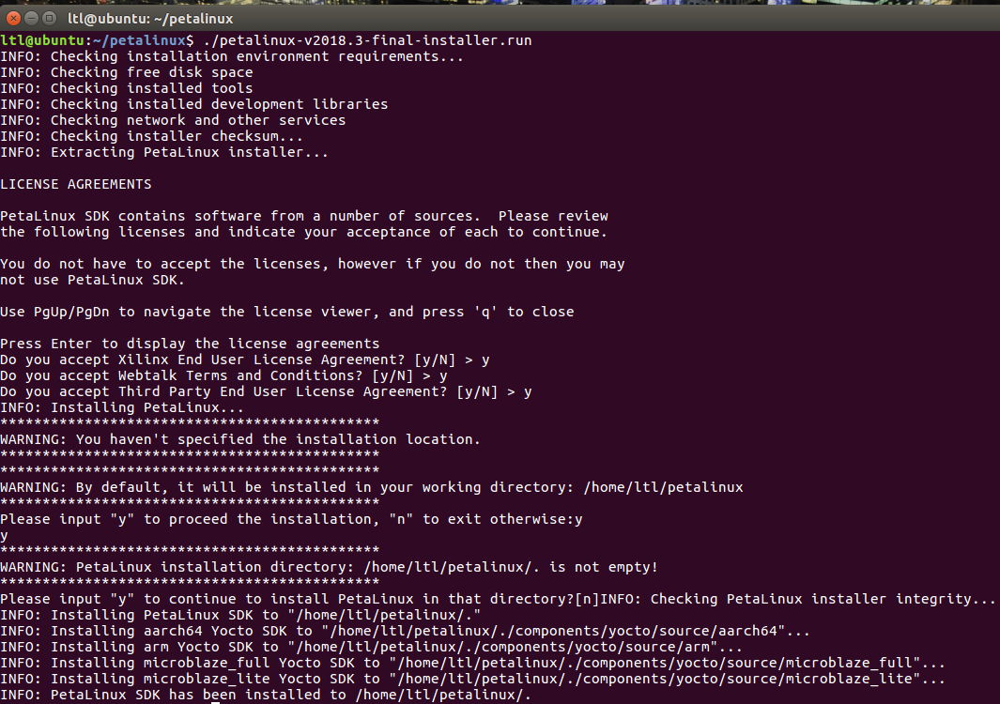 ltl@ubuntu: ~/petalinux
ltl@ubuntu:~/petalinux$ ./petalinux-v2018.3-final-installer.run
INFO: Checking installation environment requirements...
INFO: Checking free disk space
INFO: Checking installed tools
INFO: Checking installed development libraries
INFO: Checking network and other services
INFO: Checking installer checksum...
INFO: Extracting PetaLinux installer...
LICENSE AGREEMENTS
PetaLinux SDK contains software from a number of sources.  Please review
the following licenses and indicate your acceptance of each to continue.
You do not have to accept the licenses, however if you do not then you may
not use PetaLinux SDK.
Use PgUp/PgDn to navigate the license viewer, and press 'q' to close
Press Enter to display the license agreements
Do you accept Xilinx End User License Agreement? [y/N] > y
Do you accept Webtalk Terms and Conditions? [y/N] > y
Do you accept Third Party End User License Agreement? [y/N] > y
INFO: Installing PetaLinux...
*********************************************
WARNING: You haven't specified the installation location.
*********************************************
*********************************************
WARNING: By default, it will be installed in your working directory: /home/ltl/petalinux
*********************************************
Please input "y" to proceed the installation, "n" to exit otherwise:y
y
*********************************************
WARNING: PetaLinux installation directory: /home/ltl/petalinux/. is not empty!
*********************************************
Please input "y" to continue to install PetaLinux in that directory?[n]INFO: Checking PetaLinux installer integrity...
INFO: Installing PetaLinux SDK to "/home/ltl/petalinux/."
INFO: Installing aarch64 Yocto SDK to "/home/ltl/petalinux/./components/yocto/source/aarch64"...
INFO: Installing arm Yocto SDK to "/home/ltl/petalinux/./components/yocto/source/arm"...
INFO: Installing microblaze_full Yocto SDK to "/home/ltl/petalinux/./components/yocto/source/microblaze_full"...
INFO: Installing microblaze_lite Yocto SDK to "/home/ltl/petalinux/./components/yocto/source/microblaze_lite"...
INFO: PetaLinux SDK has been installed to /home/ltl/petalinux/.